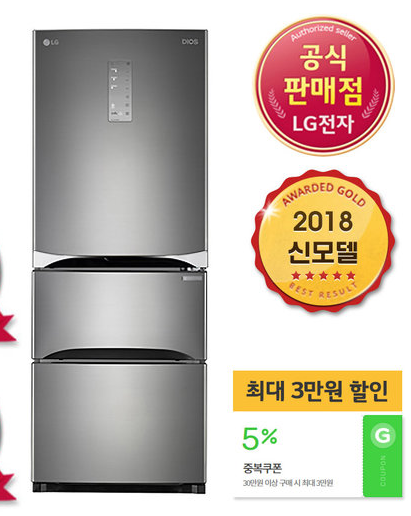 LG
DIOS
Authorized seller
공식
판매점
LG전자
AWARDED GOLD
2018
신모델
BEST RESULT
최대 3만원 할인
5%
중복쿠폰
30만원 이상 구매 시 최대 3만원
G
COUPON